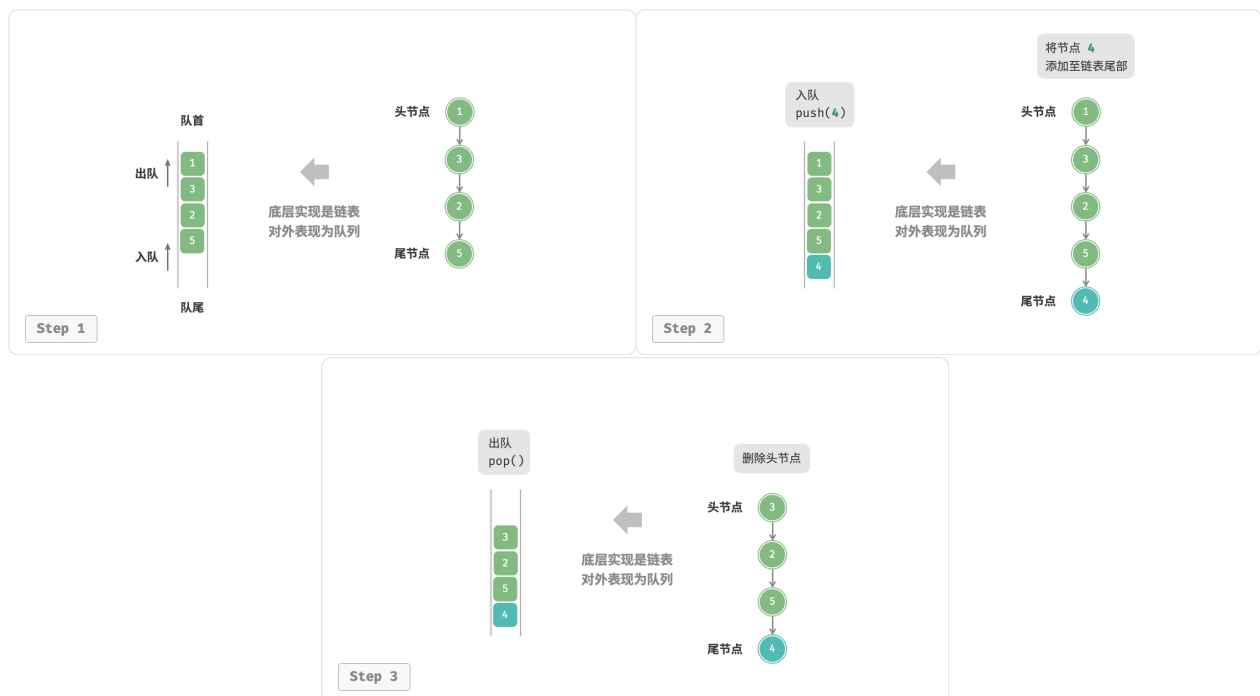 队首
出队
1
3
2
5
入队
队尾
底层实现是链表
对外表现为队列
头节点
1
3
2
尾节点
5
Step 1
入队
push(4)
1
3
2
5
4
底层实现是链表
对外表现为队列
将节点 4
添加至链表尾部
头节点
1
3
2
5
尾节点
4
Step 2
出队
pop()
3
2
5
4
底层实现是链表
对外表现为队列
删除头节点
头节点
3
2
5
尾节点
4
Step 3